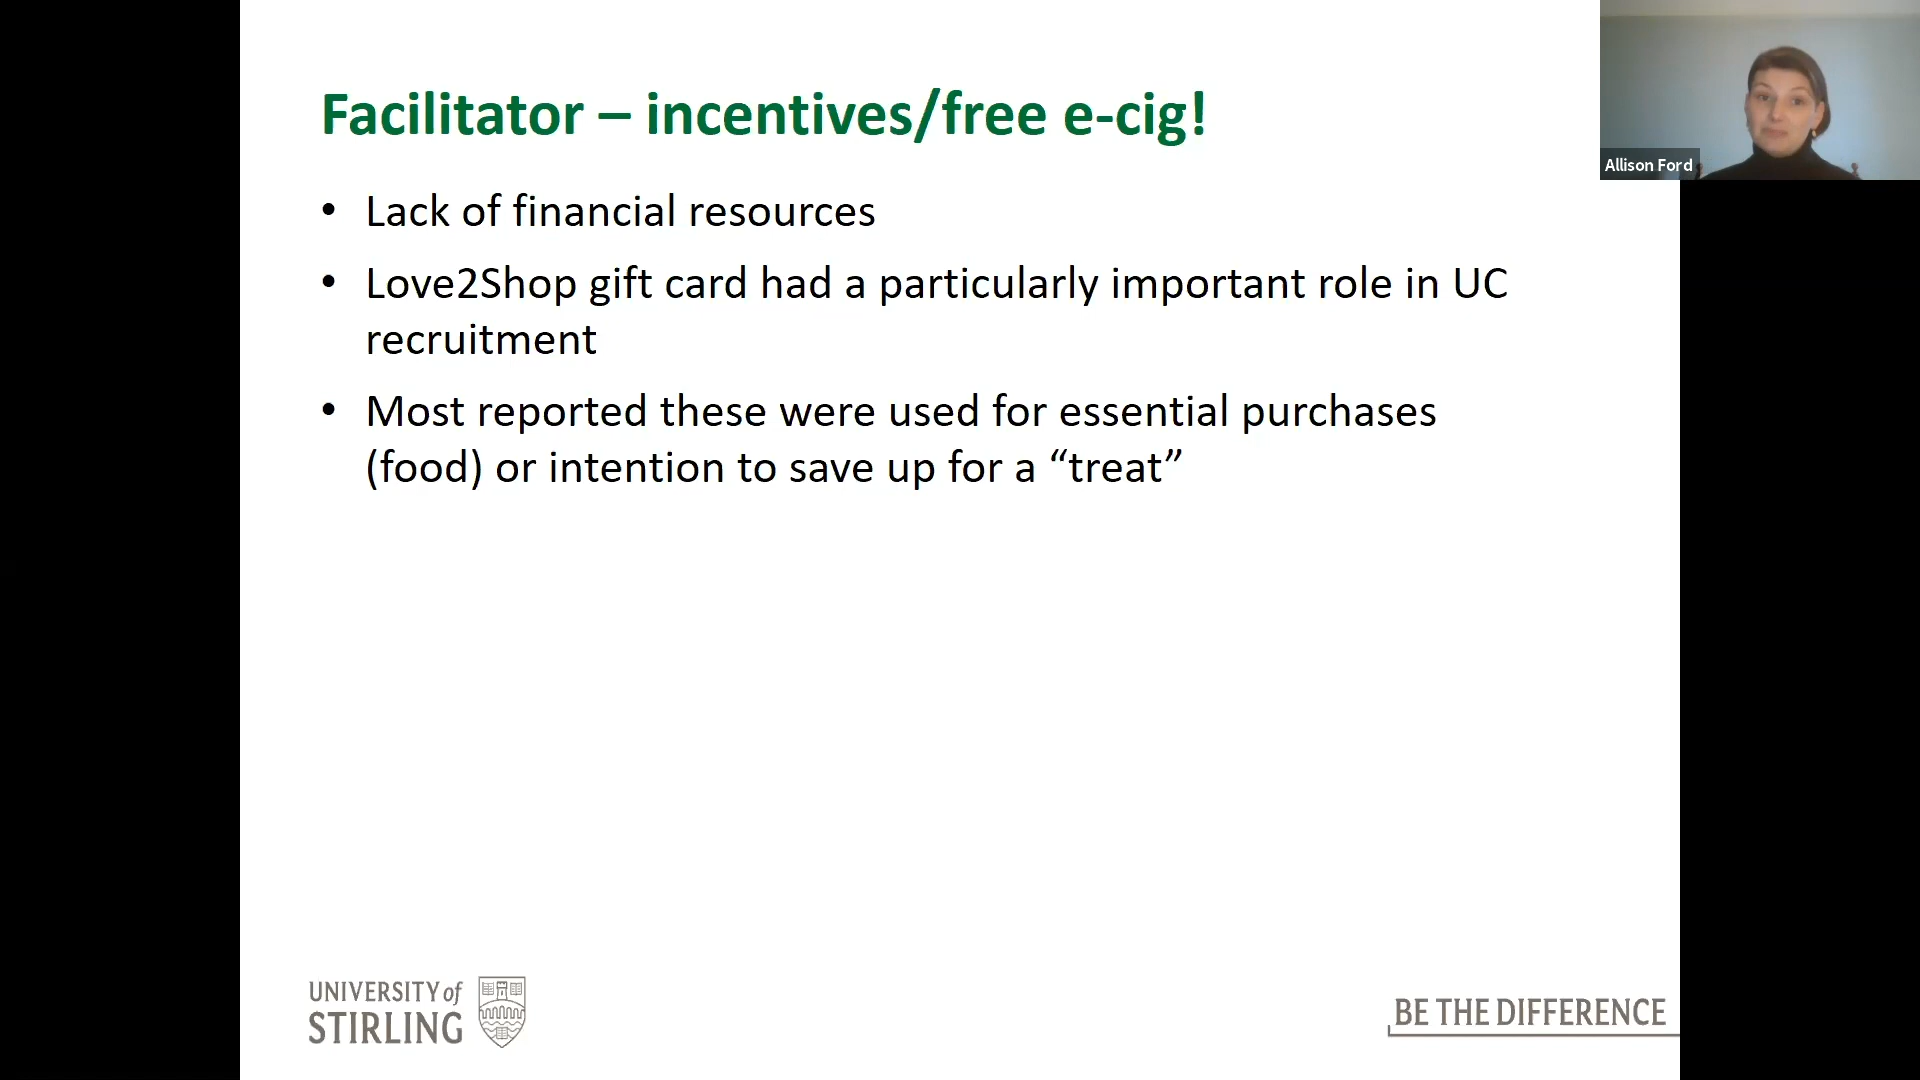 Facilitator – incentives/free e-cig!
Allison Ford
• Lack of financial resources
• Love2Shop gift card had a particularly important role in UC
recruitment
• Most reported these were used for essential purchases
(food) or intention to save up for a “treat”
UNIVERSITY of
STIRLING
BE THE DIFFERENCE